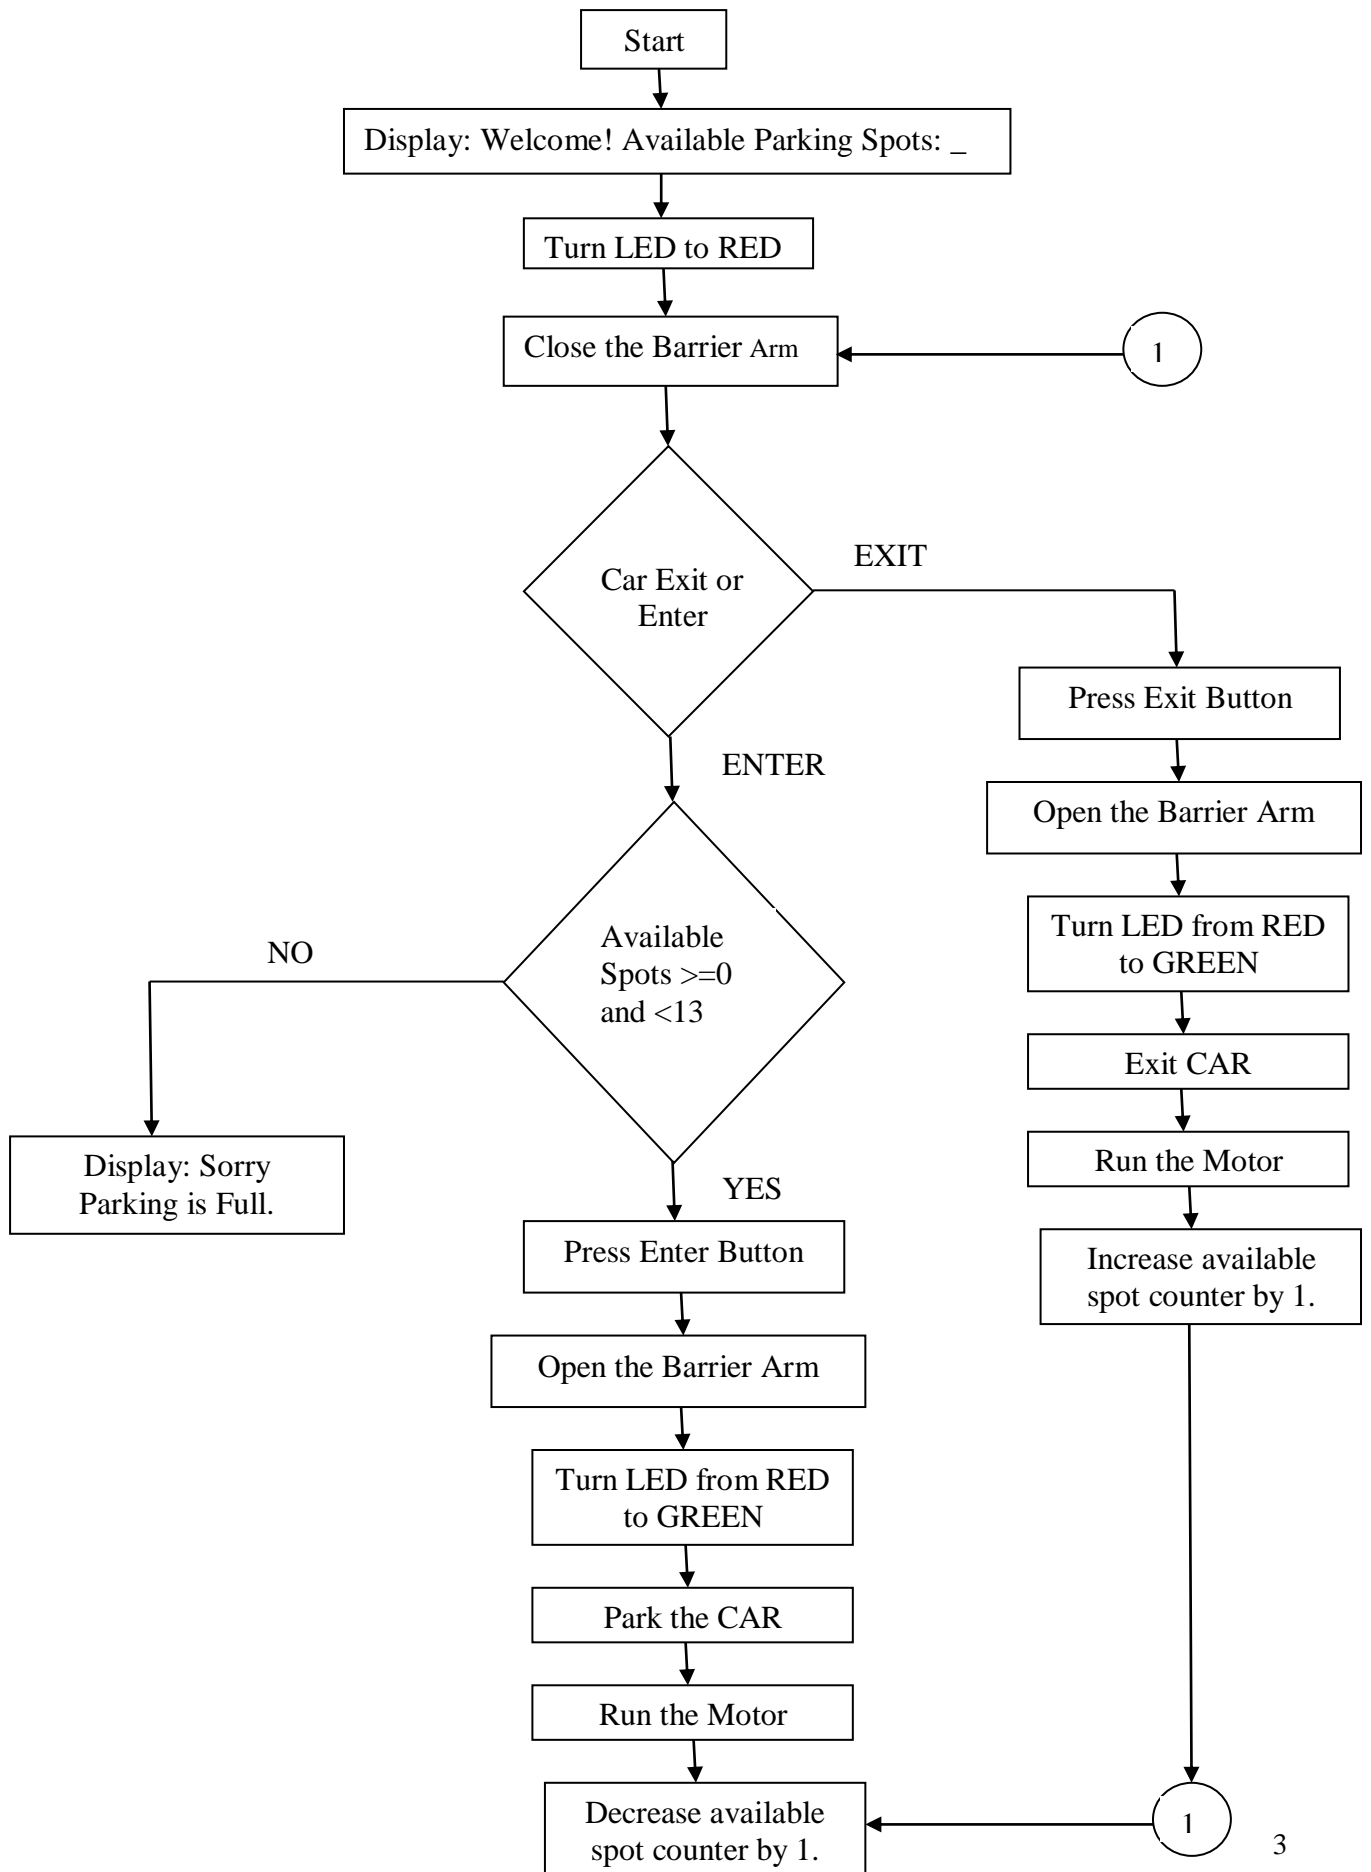 Start
Display: Welcome! Available Parking Spots: _
Turn LED to RED
Close the Barrier Arm
1
Car Exit or
Enter
EXIT
Press Exit Button
ENTER
Open the Barrier Arm
Available
Spots >=0
and <13
NO
Turn LED from RED
to GREEN
Exit CAR
Display: Sorry
Parking is Full.
Run the Motor
YES
Press Enter Button
Increase available
spot counter by 1.
Open the Barrier Arm
Turn LED from RED
to GREEN
Park the CAR
Run the Motor
Decrease available
spot counter by 1.
1
3